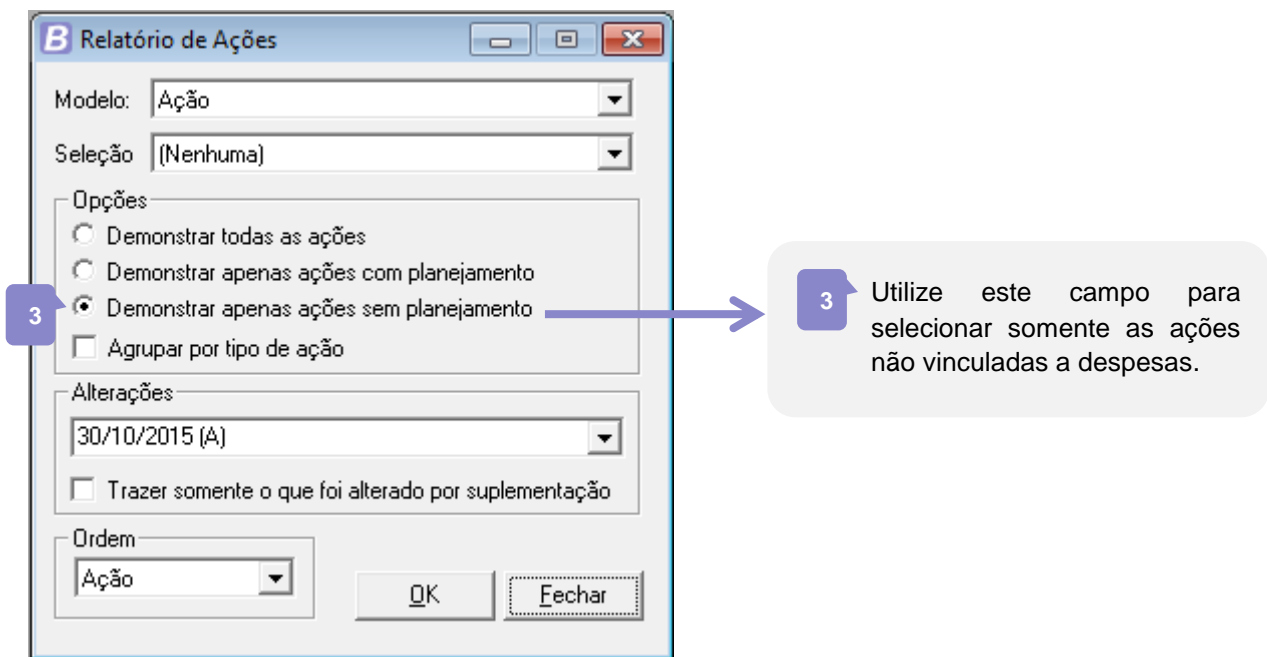 B Relatório de Ações
Modelo: Ação
Seleção (Nenhuma)
Opções
Demonstrar todas as ações
Demonstrar apenas ações com planejamento
3 Demonstrar apenas ações sem planejamento
Agrupar por tipo de ação
Alterações
30/10/2015 (A)
Trazer somente o que foi alterado por suplementação
Ordem
Ação
OK Fechar
3 Utilize este campo para
selecionar somente as ações
não vinculadas a despesas.